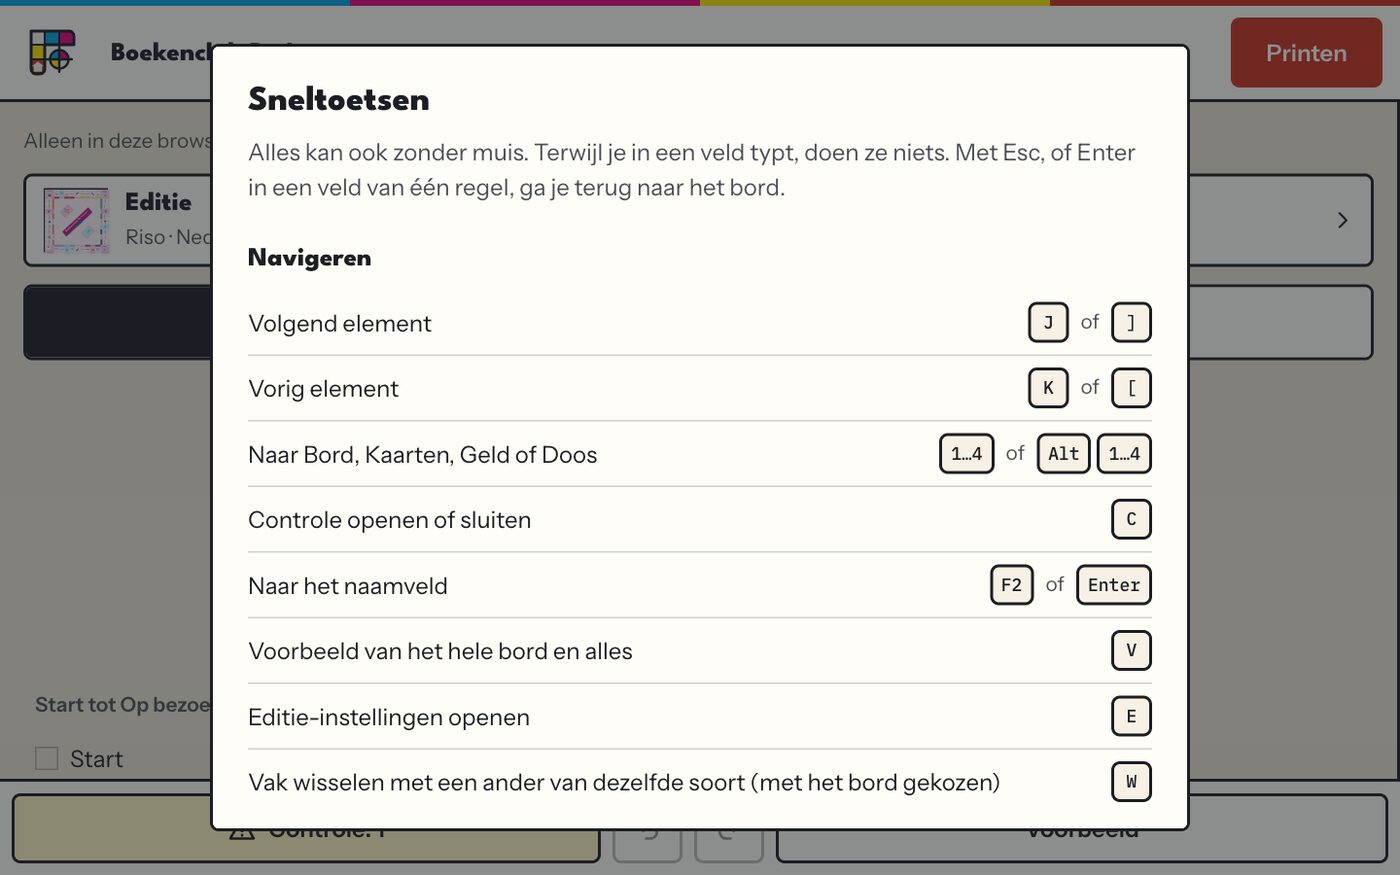 Printen
Sneltoetsen
Alles kan ook zonder muis. Terwijl je in een veld typt, doen ze niets. Met Esc, of Enter
in een veld van één regel, ga je terug naar het bord.
Alleen in deze
Editie
Riso ·
Navigeren
Volgend element J of ]
Vorig element K of [
Naar Bord, Kaarten, Geld of Doos 1…4 of Alt 1…4
Controle openen of sluiten C
Naar het naamveld F2 of Enter
Voorbeeld van het hele bord en alles V
Editie-instellingen openen E
Vak wisselen met een ander van dezelfde soort (met het bord gekozen) W
Start tot Op
Start
Controle: 1
Voorbeeld